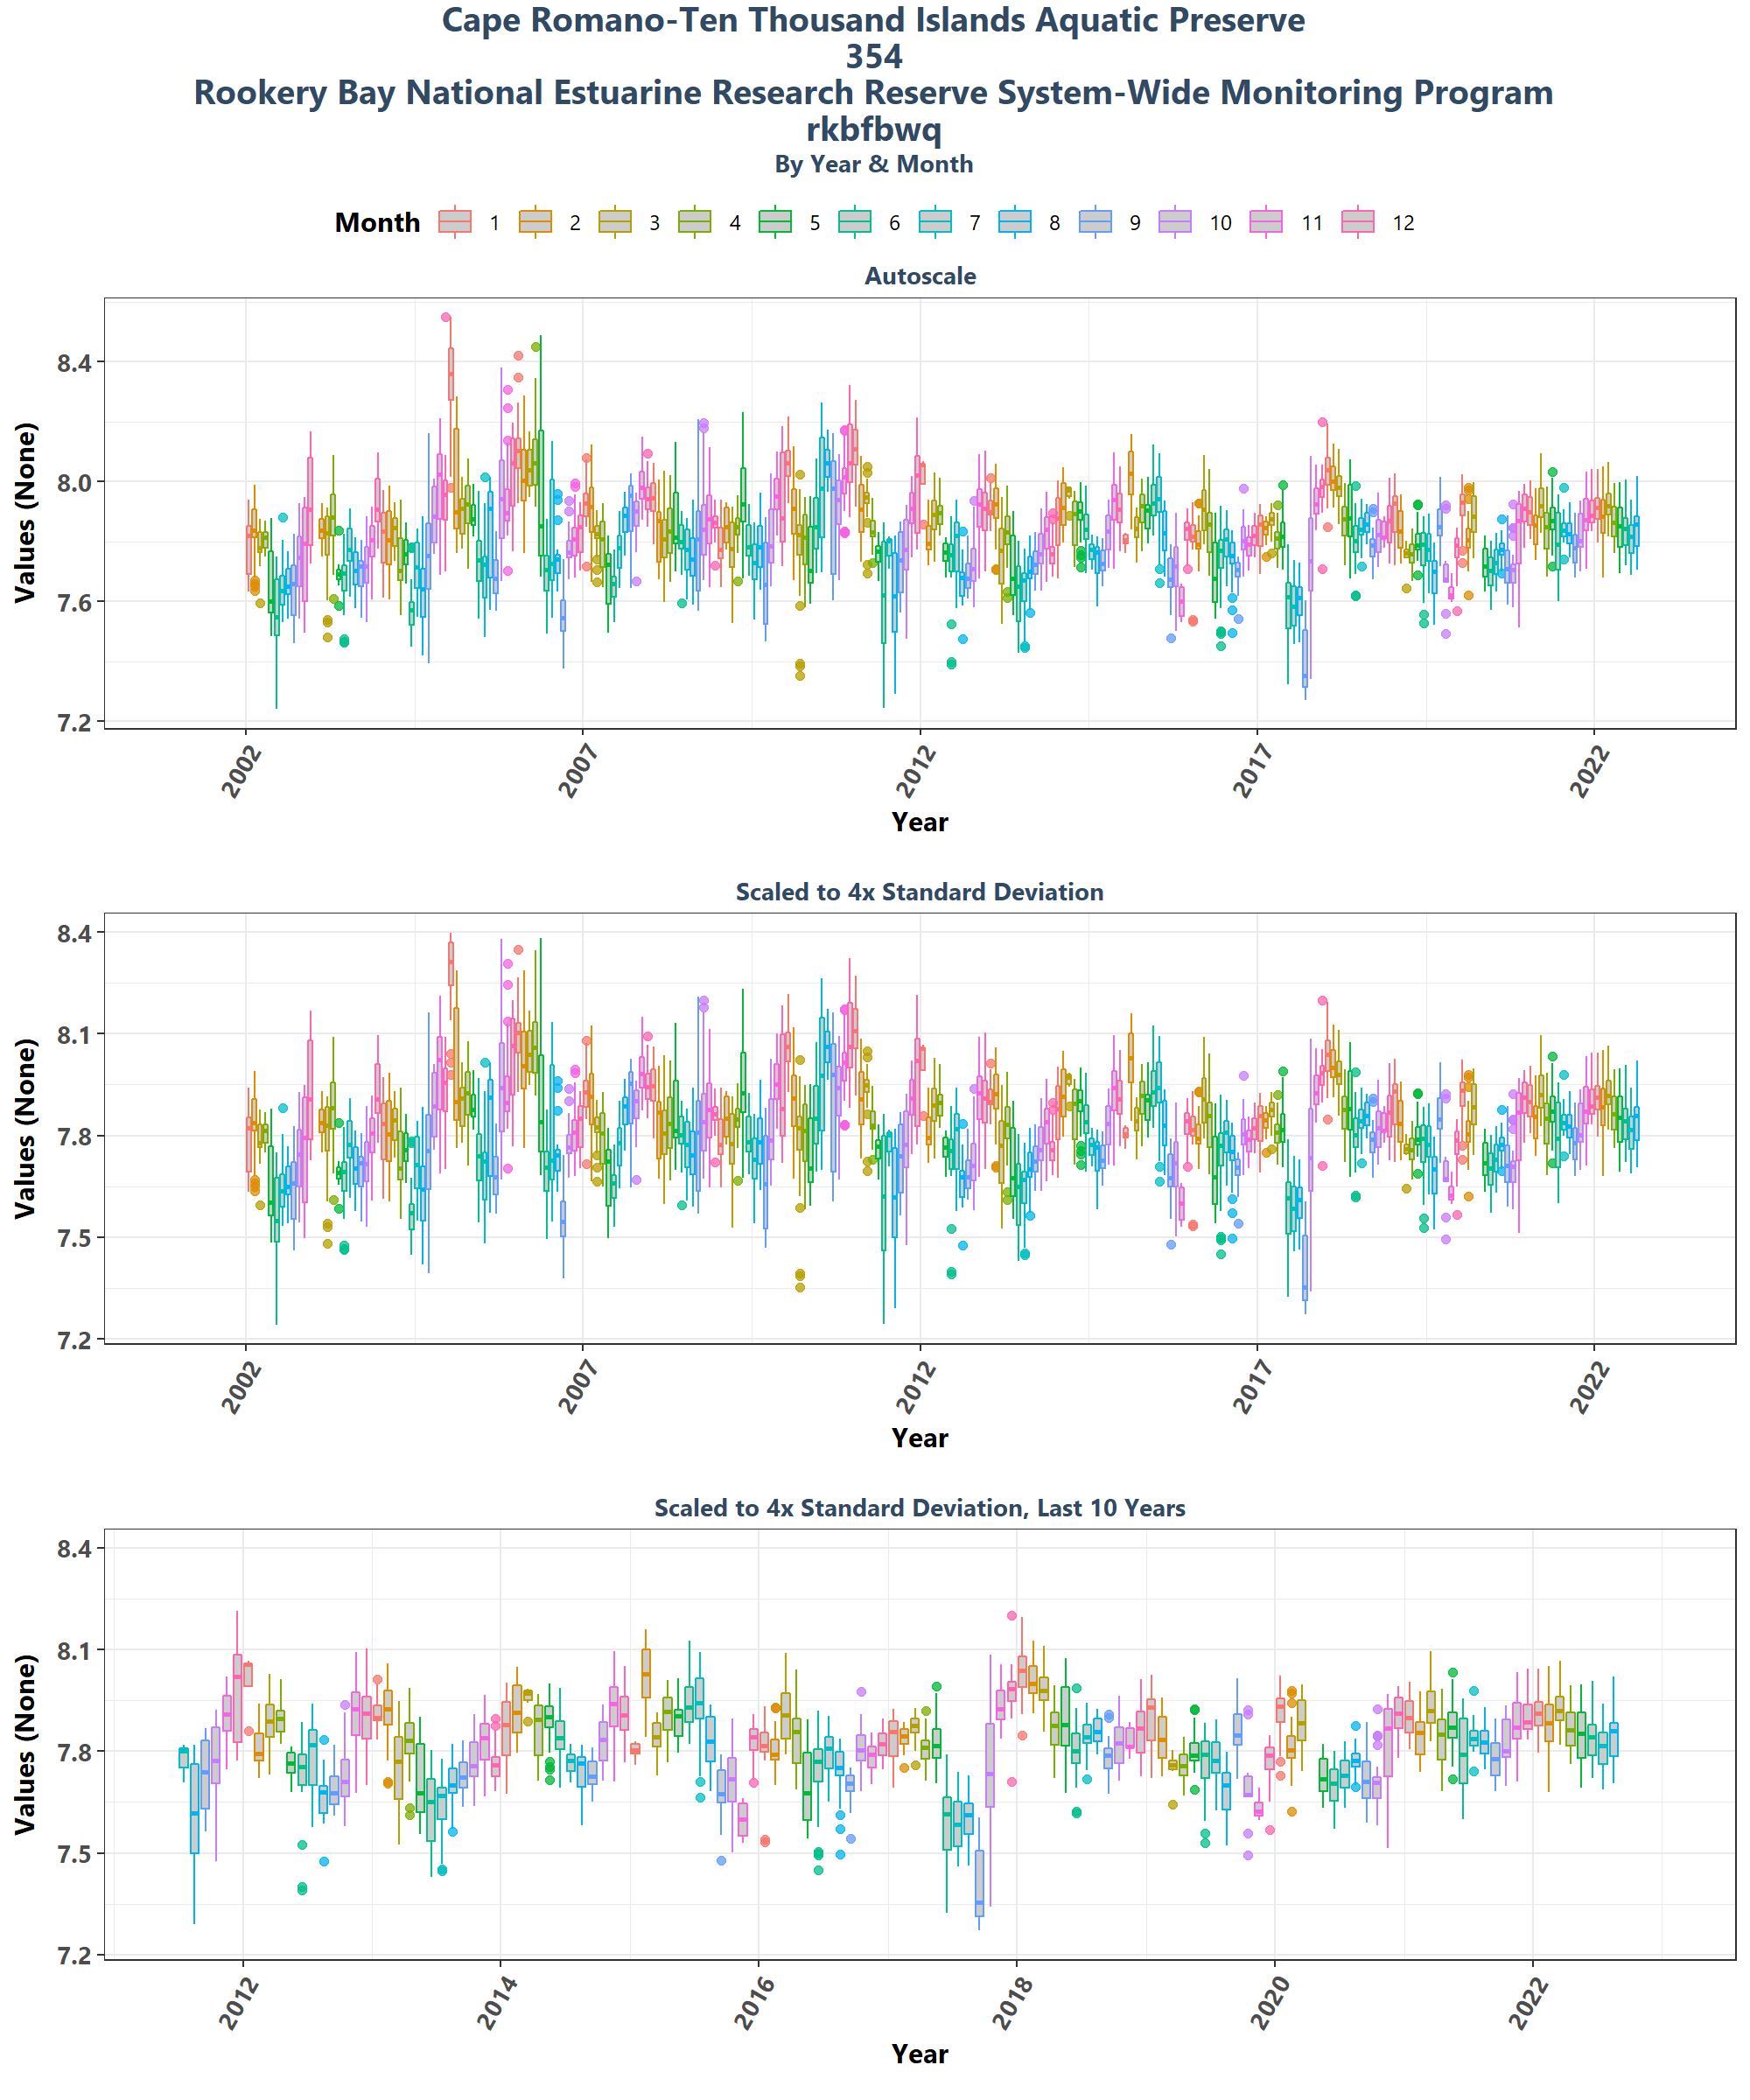 Cape Romano-Ten Thousand Islands Aquatic Preserve
354
Rookery Bay National Estuarine Research Reserve System-Wide Monitoring Program
rkbfbwq
By Year & Month
Month 1 2 3 4 5 6 7 8 9 10 11 12
Autoscale
Values (None)
8.4
8.0
7.6
7.2
2002 2007 2012 2017 2022
Year
Scaled to 4x Standard Deviation
Values (None)
8.4
8.1
7.8
7.5
7.2
2002 2007 2012 2017 2022
Year
Scaled to 4x Standard Deviation, Last 10 Years
Values (None)
8.4
8.1
7.8
7.5
7.2
2012 2014 2016 2018 2020 2022
Year